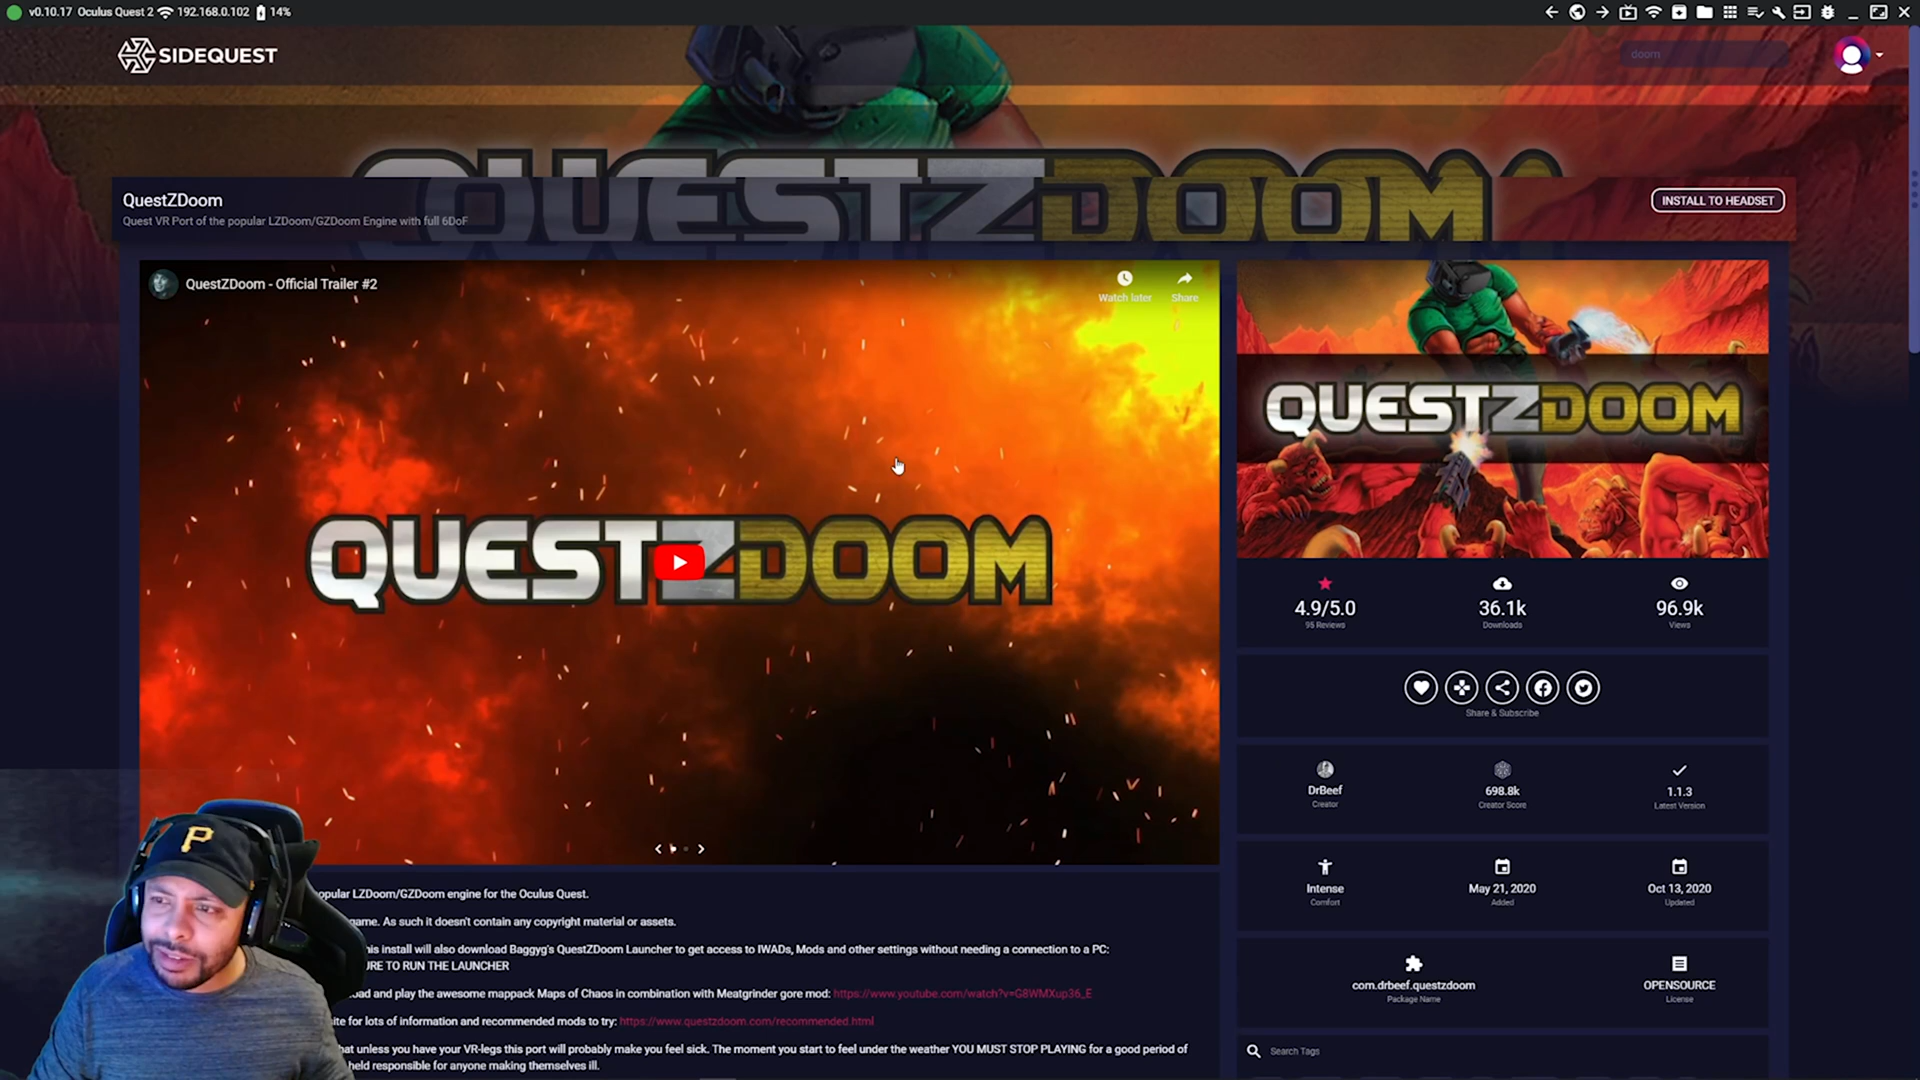 v0.10.17 Oculus Quest 2 192.168.0.102 14%
SIDEQUEST
doom
QUESTZDOOM
QuestZDoom
Quest VR Port of the popular LZDoom/GZDoom Engine with full 6DoF
INSTALL TO HEADSET
QuestZDoom - Official Trailer #2
Watch later
Share
QUESTZDOOM
QUESTZDOOM
4.9/5.0
95 Reviews
36.1k
Downloads
96.9k
Views
Share & Subscribe
DrBeef
Creator
698.8k
Creator Score
1.1.3
Latest Version
Intense
Comfort
May 21, 2020
Added
Oct 13, 2020
Updated
com.drbeef.questzdoom
Package Name
OPENSOURCE
License
Search Tags
P
opular LZDoom/GZDoom engine for the Oculus Quest.
game. As such it doesn't contain any copyright material or assets.
his install will also download Baggyg's QuestZDoom Launcher to get access to IWADs, Mods and other settings without needing a connection to a PC:
URE TO RUN THE LAUNCHER
oad and play the awesome mappack Maps of Chaos in combination with Meatgrinder gore mod: https://www.youtube.com/watch?v=G8WMXup36_E
ite for lots of information and recommended mods to try: https://www.questzdoom.com/recommended.html
hat unless you have your VR-legs this port will probably make you feel sick. The moment you start to feel under the weather YOU MUST STOP PLAYING for a good period of
held responsible for anyone making themselves ill.